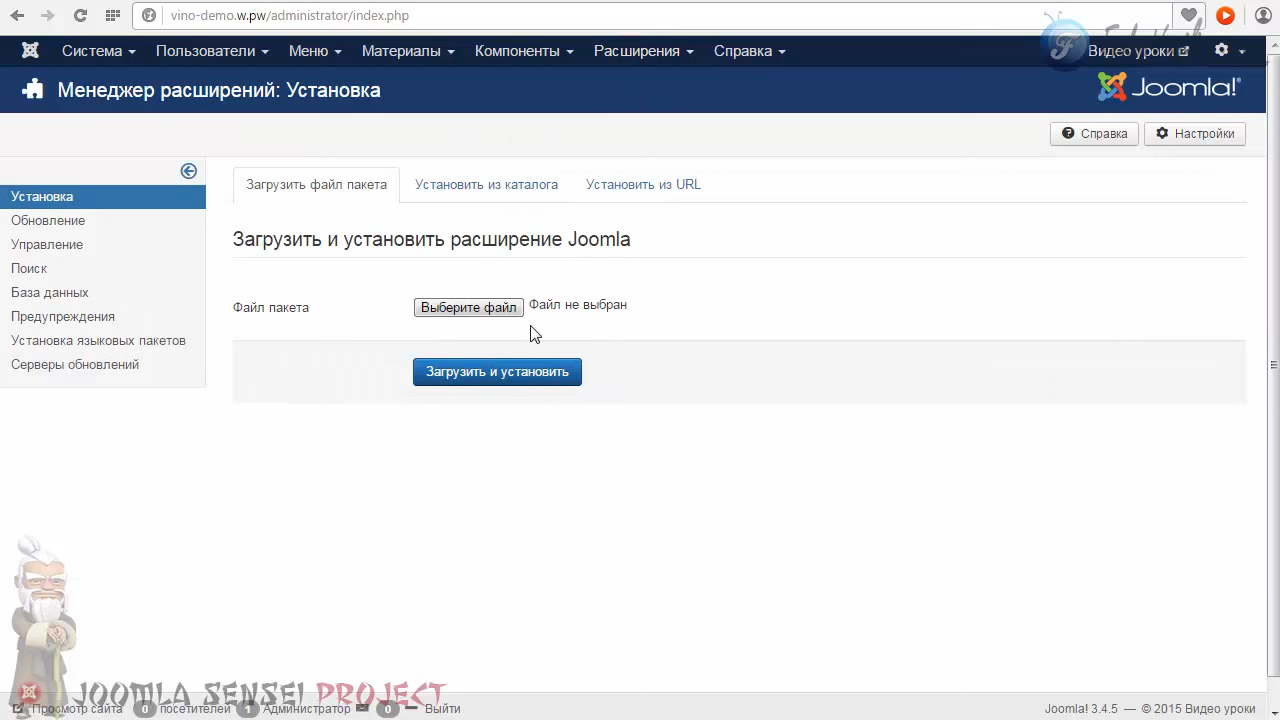 vino-demo.w.pw/administrator/index.php
Система Пользователи Меню Материалы Компоненты Расширения Справка Видео уроки
Менеджер расширений: Установка
Joomla!
Справка Настройки
Загрузить файл пакета Установить из каталога Установить из URL
Установка
Обновление
Управление
Поиск
База данных
Предупреждения
Установка языковых пакетов
Серверы обновлений
Загрузить и установить расширение Joomla
Файл пакета Выберите файл Файл не выбран
Загрузить и установить
JOOMLA SENSEI PROJECT
Просмотр сайта 0 посетителей 1 Администратор 0 Выйти
Joomla! 3.4.5 — © 2015 Видео уроки